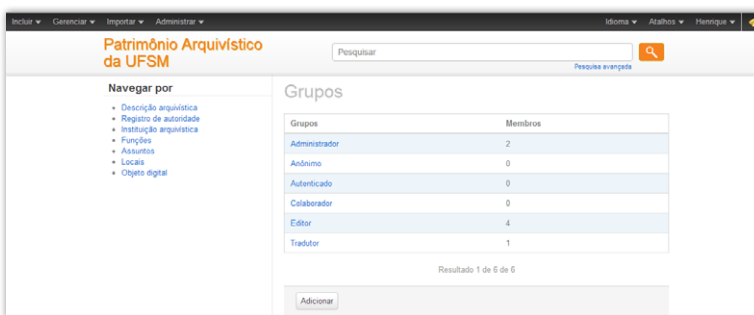 Incluir Gerenciar Importar Administrar Idioma Atalhos Henrique
Patrimônio Arquivístico
da UFSM
Pesquisar
Pesquisa avançada
Navegar por
Descrição arquivística
Registro de autoridade
Instituição arquivística
Funções
Assuntos
Locais
Objeto digital
Grupos
Grupos Membros
Administrador 2
Anônimo 0
Autenticado 0
Colaborador 0
Editor 4
Tradutor 1
Resultado 1 de 6 de 6
Adicionar